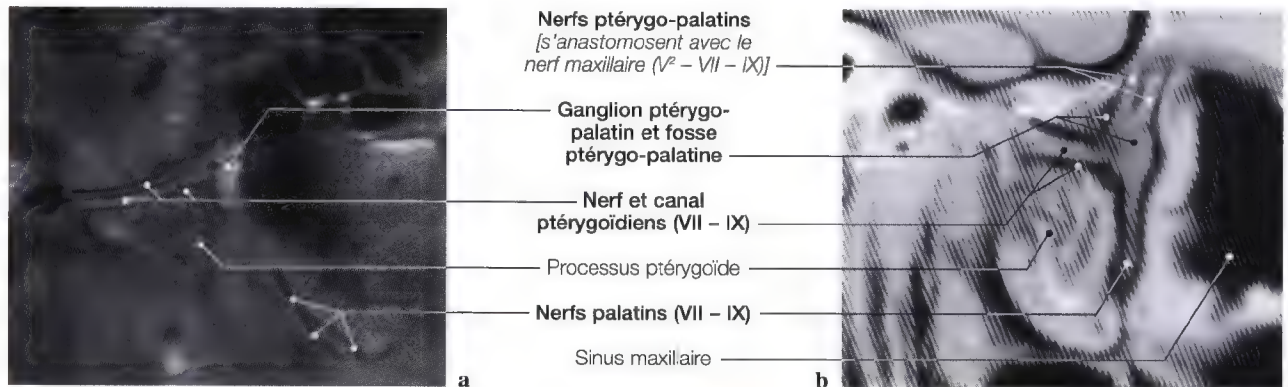 Nerfs ptérygo-palatins
[s'anastomosent avec le
nerf maxillaire (V² – VII – IX)]
Ganglion ptérygo-
palatin et fosse
ptérygo-palatine
Nerf et canal
ptérygoïdiens (VII – IX)
Processus ptérygoïde
Nerfs palatins (VII – IX)
Sinus maxillaire
a
b